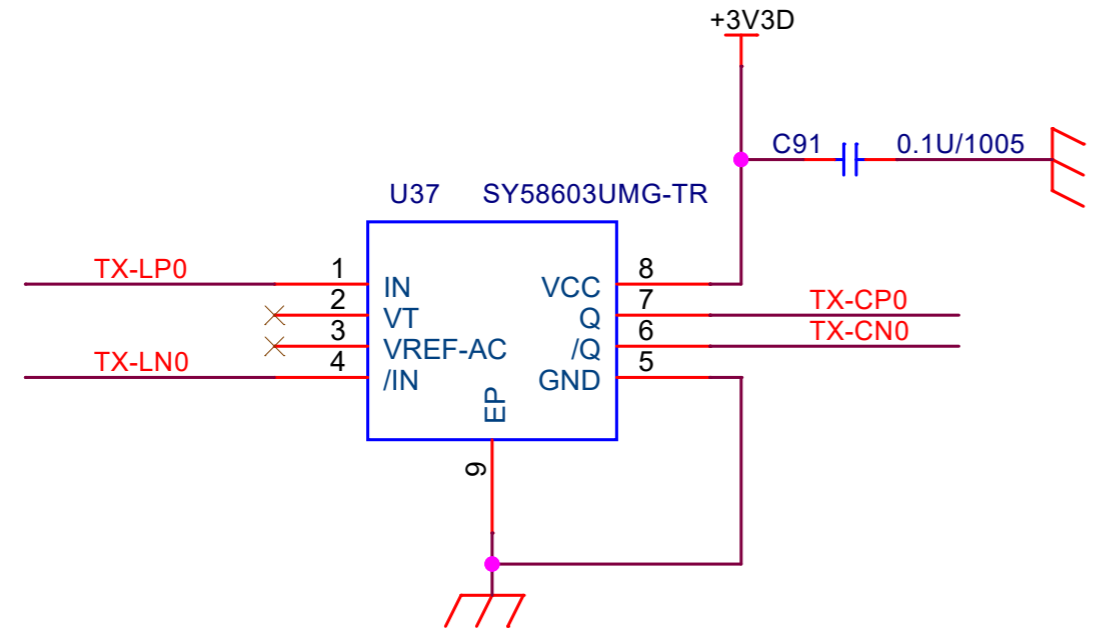 +3V3D
C91 0.1U/1005
U37 SY58603UMG-TR
TX-LP0 1 IN VCC 8
2 VT Q 7 TX-CP0
3 VREF-AC /Q 6 TX-CN0
TX-LN0 4 /IN GND 5
EP
9